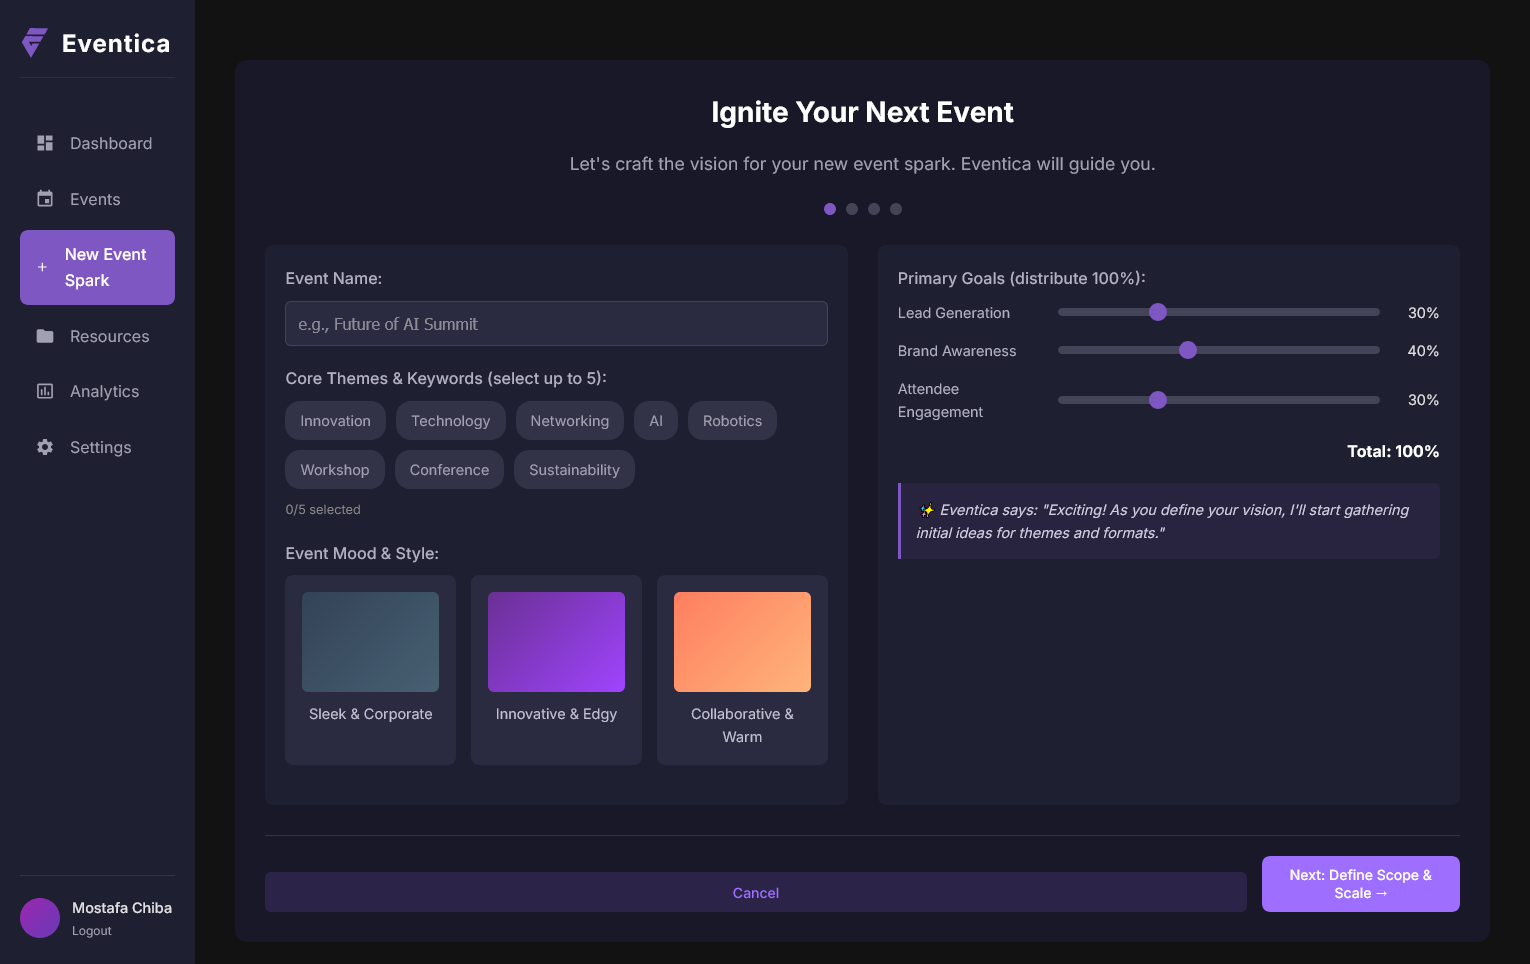 Eventica
Dashboard
Events
+ New Event
Spark
Resources
Analytics
Settings
Mostafa Chiba
Logout
Ignite Your Next Event
Let's craft the vision for your new event spark. Eventica will guide you.
Event Name:
e.g., Future of AI Summit
Core Themes & Keywords (select up to 5):
Innovation Technology Networking AI Robotics
Workshop Conference Sustainability
0/5 selected
Event Mood & Style:
Sleek & Corporate
Innovative & Edgy
Collaborative &
Warm
Primary Goals (distribute 100%):
Lead Generation 30%
Brand Awareness 40%
Attendee
Engagement 30%
Total: 100%
✨ Eventica says: "Exciting! As you define your vision, I'll start gathering
initial ideas for themes and formats."
Cancel
Next: Define Scope &
Scale →